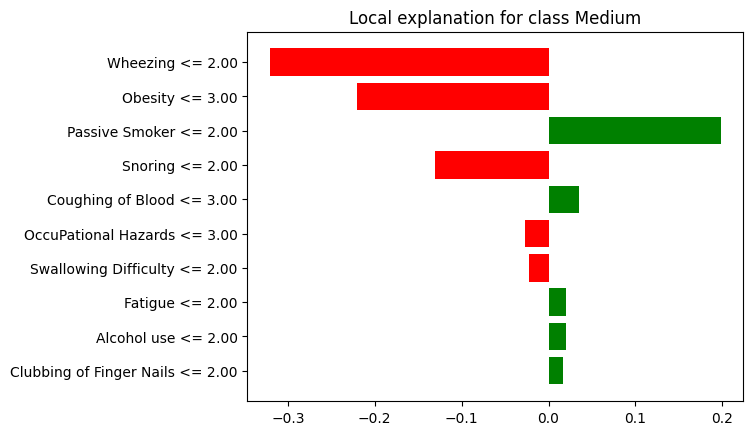 Local explanation for class Medium
Wheezing <= 2.00
Obesity <= 3.00
Passive Smoker <= 2.00
Snoring <= 2.00
Coughing of Blood <= 3.00
OccuPational Hazards <= 3.00
Swallowing Difficulty <= 2.00
Fatigue <= 2.00
Alcohol use <= 2.00
Clubbing of Finger Nails <= 2.00
−0.3 −0.2 −0.1 0.0 0.1 0.2